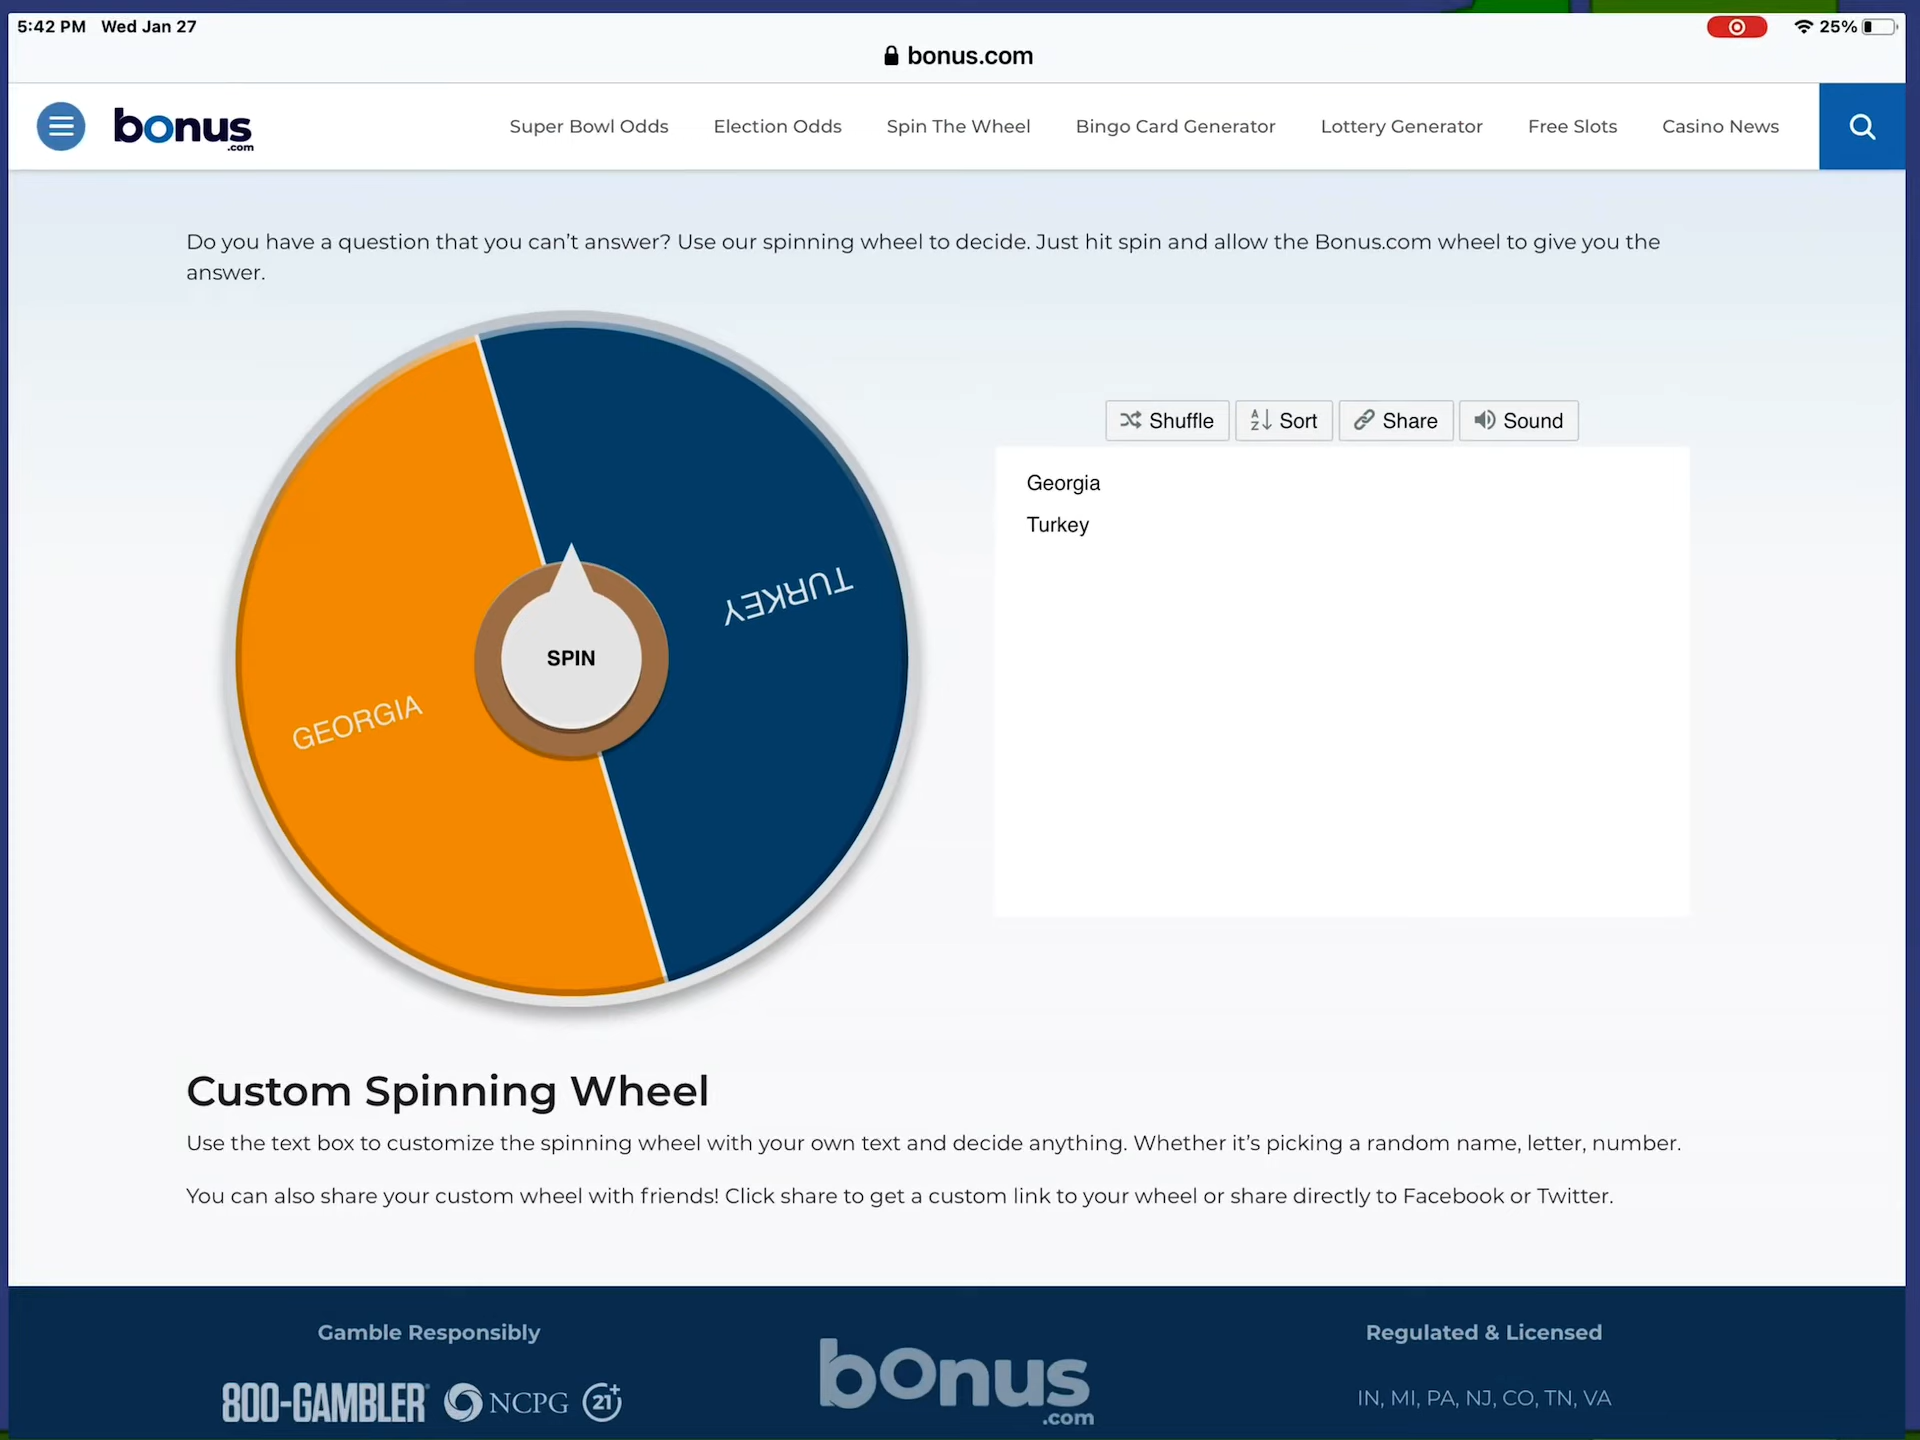 5:42 PM Wed Jan 27
25%
bonus.com
bonus
.com
Super Bowl Odds Election Odds Spin The Wheel Bingo Card Generator Lottery Generator Free Slots Casino News
Do you have a question that you can’t answer? Use our spinning wheel to decide. Just hit spin and allow the Bonus.com wheel to give you the
answer.
TURKEY
SPIN
GEORGIA
Shuffle Sort Share Sound
Georgia
Turkey
Custom Spinning Wheel
Use the text box to customize the spinning wheel with your own text and decide anything. Whether it’s picking a random name, letter, number.
You can also share your custom wheel with friends! Click share to get a custom link to your wheel or share directly to Facebook or Twitter.
Gamble Responsibly
800-GAMBLER NCPG 21+
bonus
.com
Regulated & Licensed
IN, MI, PA, NJ, CO, TN, VA